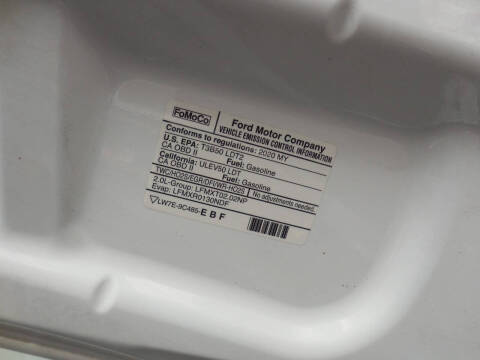 FoMoCo
Ford Motor Company
VEHICLE EMISSION CONTROL INFORMATION
Conforms to regulations: 2020 MY
U.S. EPA: T3B50 LDT2 Fuel: Gasoline
CA OBD II
California: ULEV50 LDT Fuel: Gasoline
CA OBD II
TWC/HO2S/EGR/DFI/WR-HO2S No adjustments needed.
2.0L-Group: LFMXT02.02NP
Evap: LFMXR0130NDF
LW7E-9C485-EBF